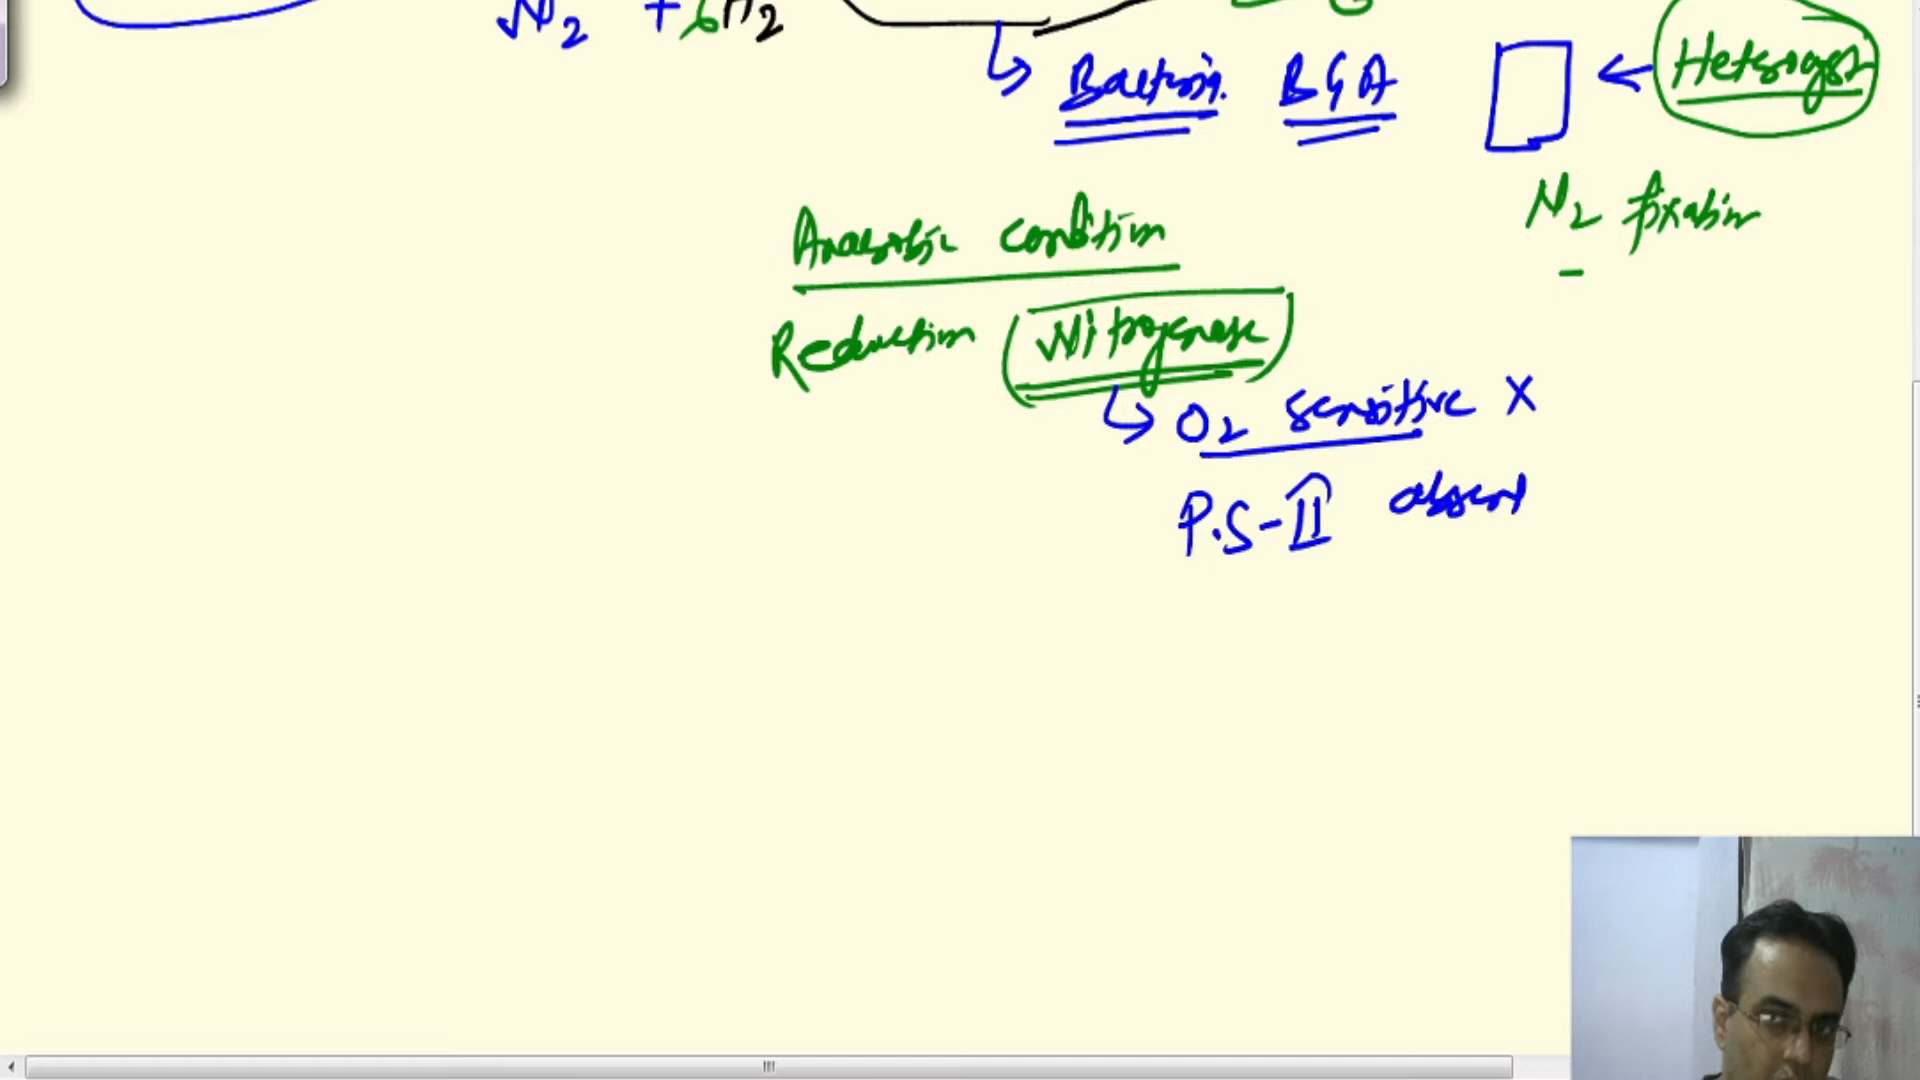 N2 + 6H2
Bacteria. BGA
Heterocyst
N2 fixation
Anaerobic condition
Reduction Nitrogenase
O2 sensitive X
P.S-II absent